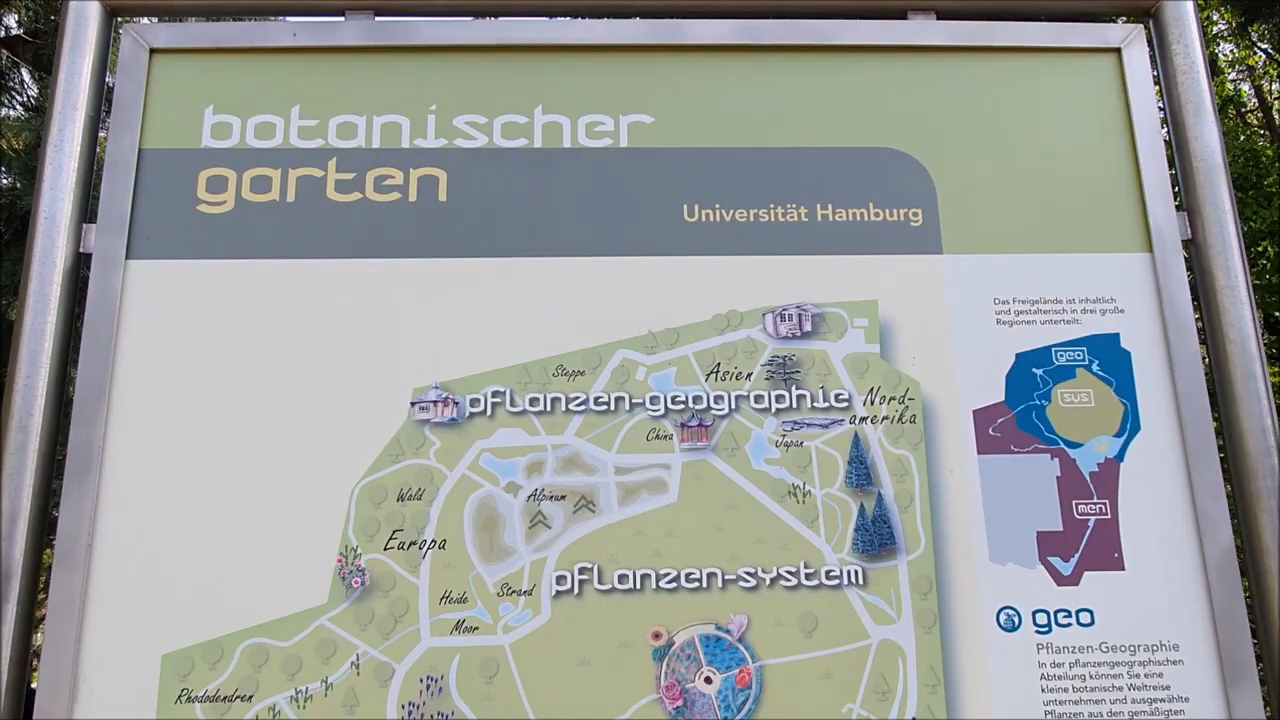 botanischer
garten
Universität Hamburg
Das Freigelände ist inhaltlich
und gestalterisch in drei große
Regionen unterteilt:
geo
sys
men
Steppe
Asien
pflanzen-geographie
Nord-
amerika
China
Japan
Wald
Alpinum
Europa
pflanzen-system
Heide
Strand
Moor
Rhododendren
geo
Pflanzen-Geographie
In der pflanzengeographischen
Abteilung können Sie eine
kleine botanische Weltreise
unternehmen und ausgewählte
Pflanzen aus den gemäßigten